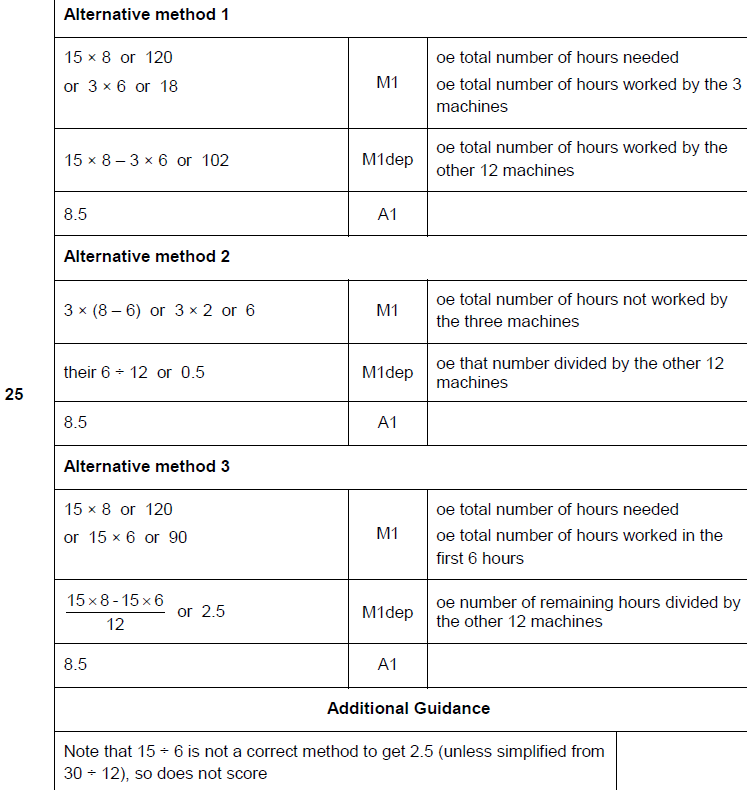 Alternative method 1
15 × 8 or 120
or 3 × 6 or 18
M1
oe total number of hours needed
oe total number of hours worked by the 3
machines
15 × 8 – 3 × 6 or 102
M1dep
oe total number of hours worked by the
other 12 machines
8.5
A1
Alternative method 2
3 × (8 – 6) or 3 × 2 or 6
M1
oe total number of hours not worked by
the three machines
their 6 ÷ 12 or 0.5
M1dep
oe that number divided by the other 12
machines
25
8.5
A1
Alternative method 3
15 × 8 or 120
or 15 × 6 or 90
M1
oe total number of hours needed
oe total number of hours worked in the
first 6 hours
15 × 8 - 15 × 6
12
or 2.5
M1dep
oe number of remaining hours divided by
the other 12 machines
8.5
A1
Additional Guidance
Note that 15 ÷ 6 is not a correct method to get 2.5 (unless simplified from
30 ÷ 12), so does not score